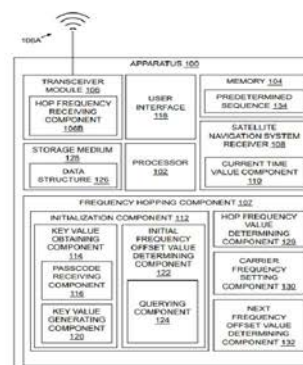 106A
APPARATUS 100
TRANSCEIVER
MODULE 106
HOP FREQUENCY
RECEIVING
COMPONENT
106B
USER
INTERFACE
118
MEMORY 104
PREDETERMINED
SEQUENCE 134
STORAGE MEDIUM
128
DATA
STRUCTURE 126
PROCESSOR
102
SATELLITE
NAVIGATION SYSTEM
RECEIVER 108
CURRENT TIME
VALUE COMPONENT
110
FREQUENCY HOPPING COMPONENT 107
INITIALIZATION COMPONENT 112
KEY VALUE
OBTAINING
COMPONENT
114
PASSCODE
RECEIVING
COMPONENT
116
KEY VALUE
GENERATING
COMPONENT
120
INITIAL
FREQUENCY
OFFSET VALUE
DETERMINING
COMPONENT
122
QUERYING
COMPONENT
124
HOP FREQUENCY
VALUE
DETERMINING
COMPONENT
CARRIER
FREQUENCY
SETTING
COMPONENT
130
NEXT
FREQUENCY
OFFSET VALUE
DETERMINING
COMPONENT
132